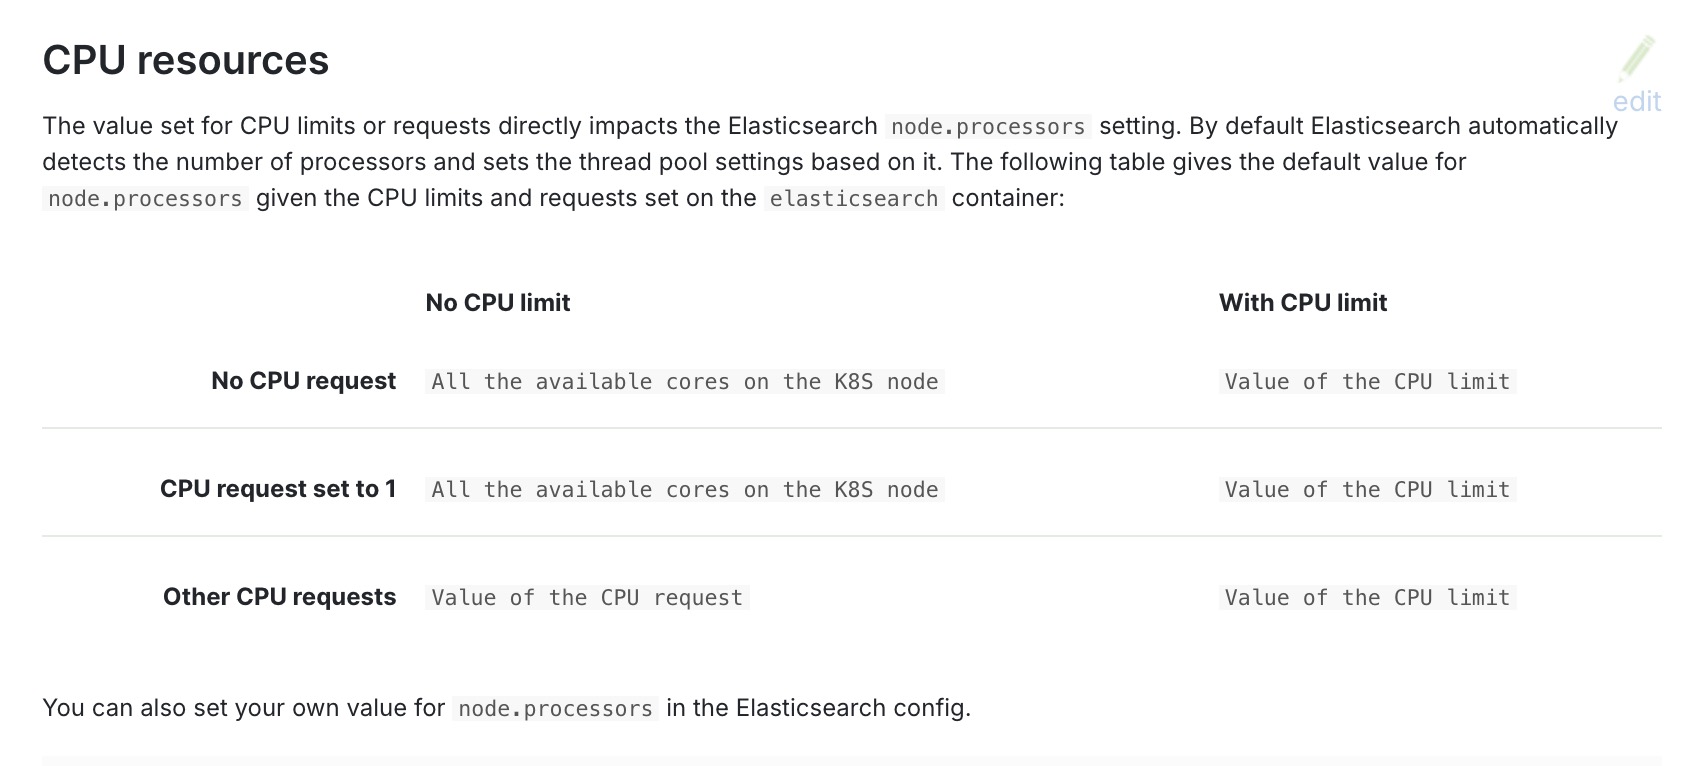 CPU resources
edit
The value set for CPU limits or requests directly impacts the Elasticsearch node.processors setting. By default Elasticsearch automatically
detects the number of processors and sets the thread pool settings based on it. The following table gives the default value for
node.processors given the CPU limits and requests set on the elasticsearch container:
No CPU limit With CPU limit
No CPU request All the available cores on the K8S node Value of the CPU limit
CPU request set to 1 All the available cores on the K8S node Value of the CPU limit
Other CPU requests Value of the CPU request Value of the CPU limit
You can also set your own value for node.processors in the Elasticsearch config.